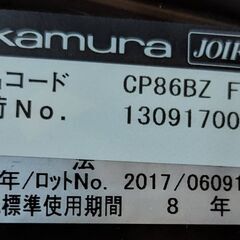 kamura JOIF
コード CP86BZ F
No. 13091700
法
年/ロットNo. 2017/06091
標準使用期間 8 年